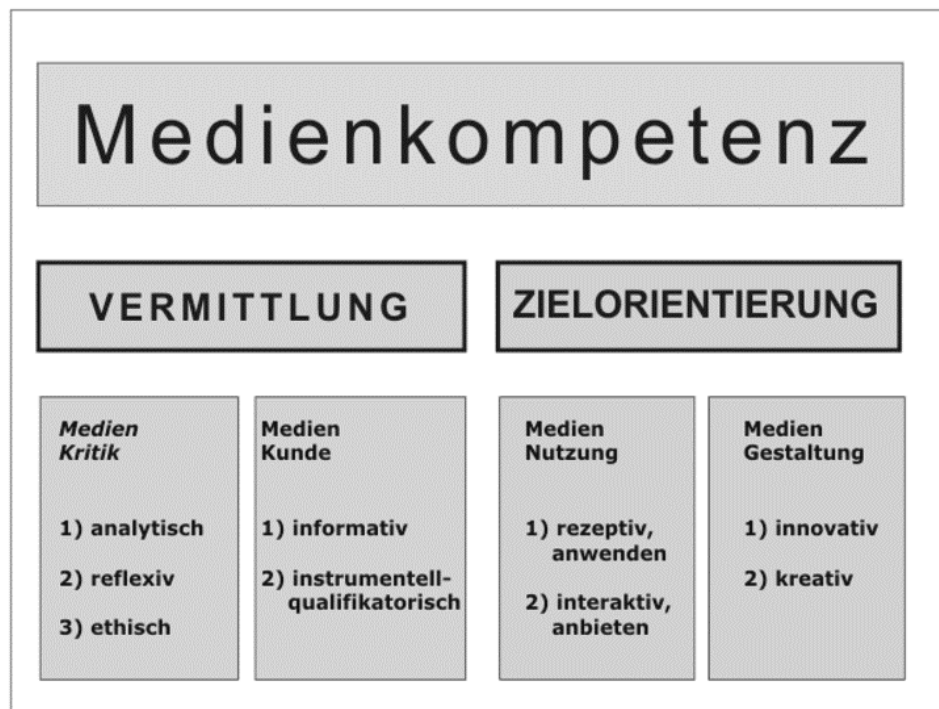 Medienkompetenz
VERMITTLUNG
ZIELORIENTIERUNG
Medien
Kritik
1) analytisch
2) reflexiv
3) ethisch
Medien
Kunde
1) informativ
2) instrumentell-
qualifikatorisch
Medien
Nutzung
1) rezeptiv,
anwenden
2) interaktiv,
anbieten
Medien
Gestaltung
1) innovativ
2) kreativ